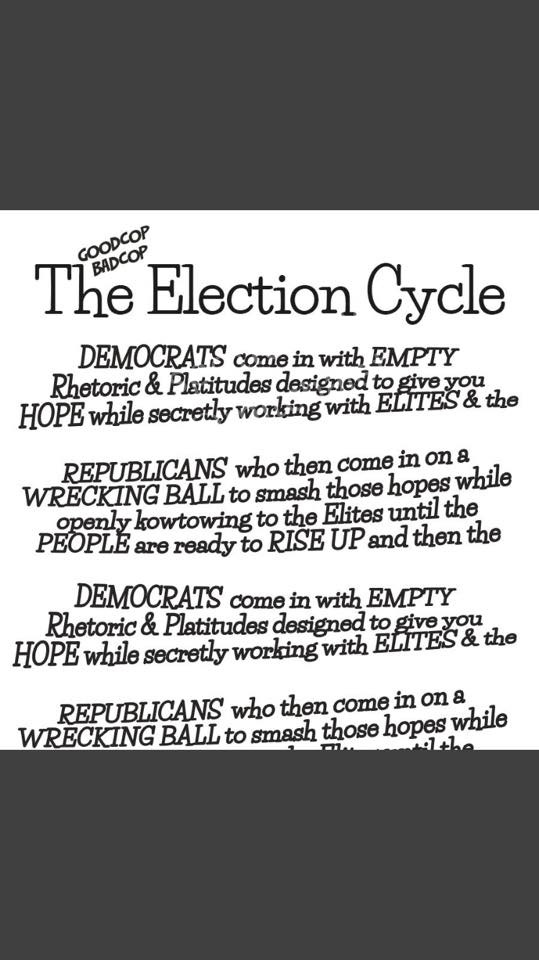 GOODCOP
BADCOP
The Election Cycle
DEMOCRATS come in with EMPTY
Rhetoric & Platitudes designed to give you
HOPE while secretly working with ELITES & the
REPUBLICANS who then come in on a
WRECKING BALL to smash those hopes while
openly kowtowing to the Elites until the
PEOPLE are ready to RISE UP and then the
DEMOCRATS come in with EMPTY
Rhetoric & Platitudes designed to give you
HOPE while secretly working with ELITES & the
REPUBLICANS who then come in on a
WRECKING BALL to smash those hopes while
the Elites until the